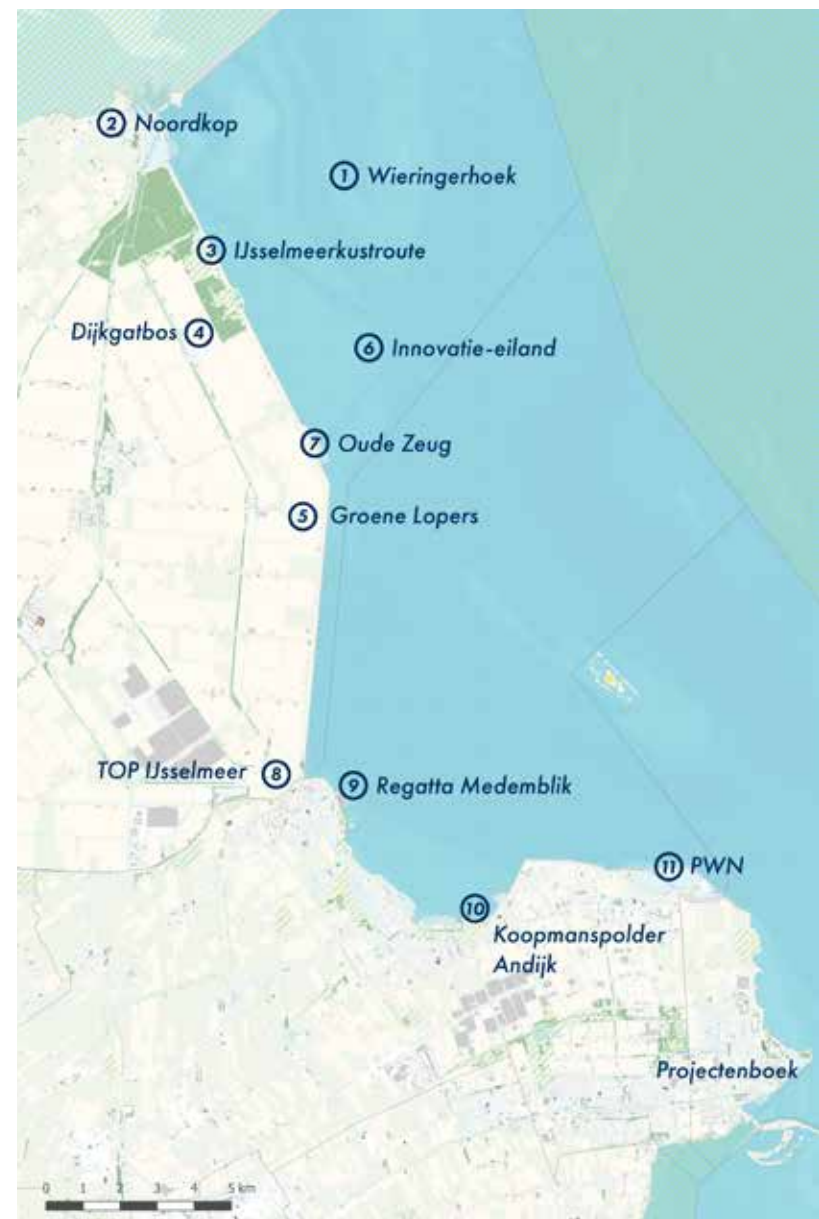 2 Noordkop
1 Wieringerhoek
3 IJsselmeerkustroute
Dijkgatbos 4
6 Innovatie-eiland
7 Oude Zeug
5 Groene Lopers
TOP IJsselmeer 8
9 Regatta Medemblik
11 PWN
10
Koopmanspolder
Andijk
Projectenboek
0 1 2 3 4 5 km